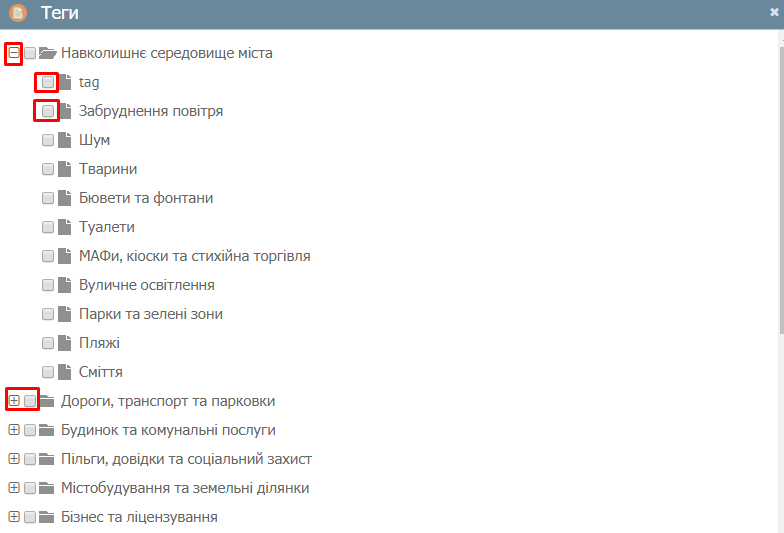 Теги
Навколишнє середовище міста
tag
Забруднення повітря
Шум
Тварини
Бювети та фонтани
Туалети
МАФи, кіоски та стихійна торгівля
Вуличне освітлення
Парки та зелені зони
Пляжі
Сміття
Дороги, транспорт та парковки
Будинок та комунальні послуги
Пільги, довідки та соціальний захист
Містобудування та земельні ділянки
Бізнес та ліцензування